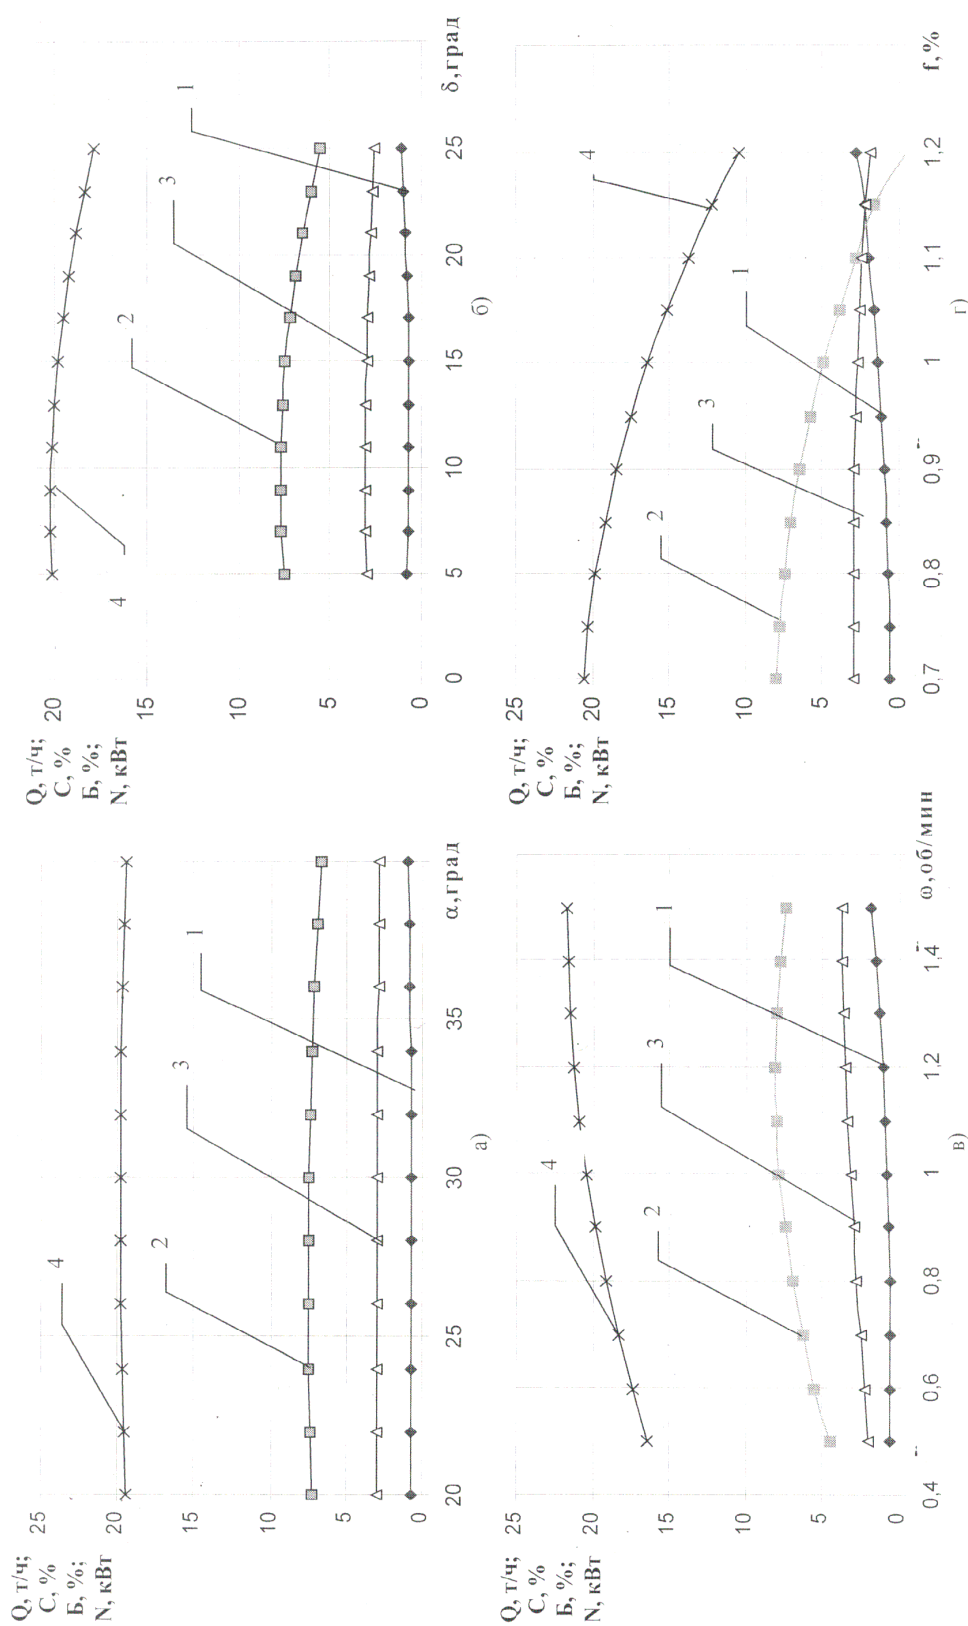 Q, т/ч;
С, %
Б, %;
N, кВт
25
20
15
10
5
0
4
2
3
1
20
25
30
35
α,град
а)
Q, т/ч;
С, %
Б, %;
N, кВт
20
15
10
5
0
4
2
3
1
0
5
10
15
20
25
δ,град
б)
Q, т/ч;
С, %
Б, %;
N, кВт
25
20
15
10
5
0
4
2
3
1
0,4
0,6
0,8
1
1,2
1,4
ω,об/мин
в)
Q, т/ч;
С, %
Б, %;
N, кВт
25
20
15
10
5
0
2
3
1
4
0,7
0,8
0,9
1
1,1
1,2
f,%
г)